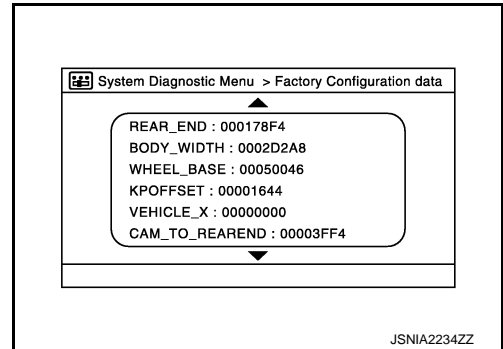 System Diagnostic Menu > Factory Configuration data
REAR_END : 000178F4
BODY_WIDTH : 0002D2A8
WHEEL_BASE : 00050046
KPOFFSET : 00001644
VEHICLE_X : 00000000
CAM_TO_REAREND : 00003FF4
JSNIA2234ZZ